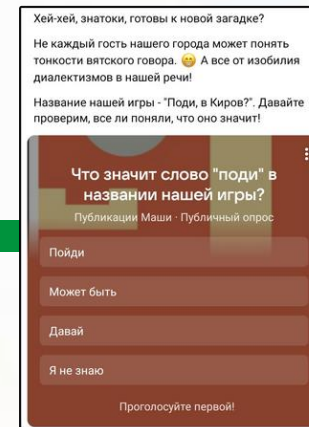 Хей-хей, знатоки, готовы к новой загадке?
Не каждый гость нашего города может понять
тонкости вятского говора. 😁 А все от изобилия
диалектизмов в нашей речи!
Название нашей игры - "Поди, в Киров?". Давайте
проверим, все ли поняли, что оно значит!
Что значит слово "поди" в
названии нашей игры?
Публикации Маши · Публичный опрос
Пойди
Может быть
Давай
Я не знаю
Проголосуйте первой!